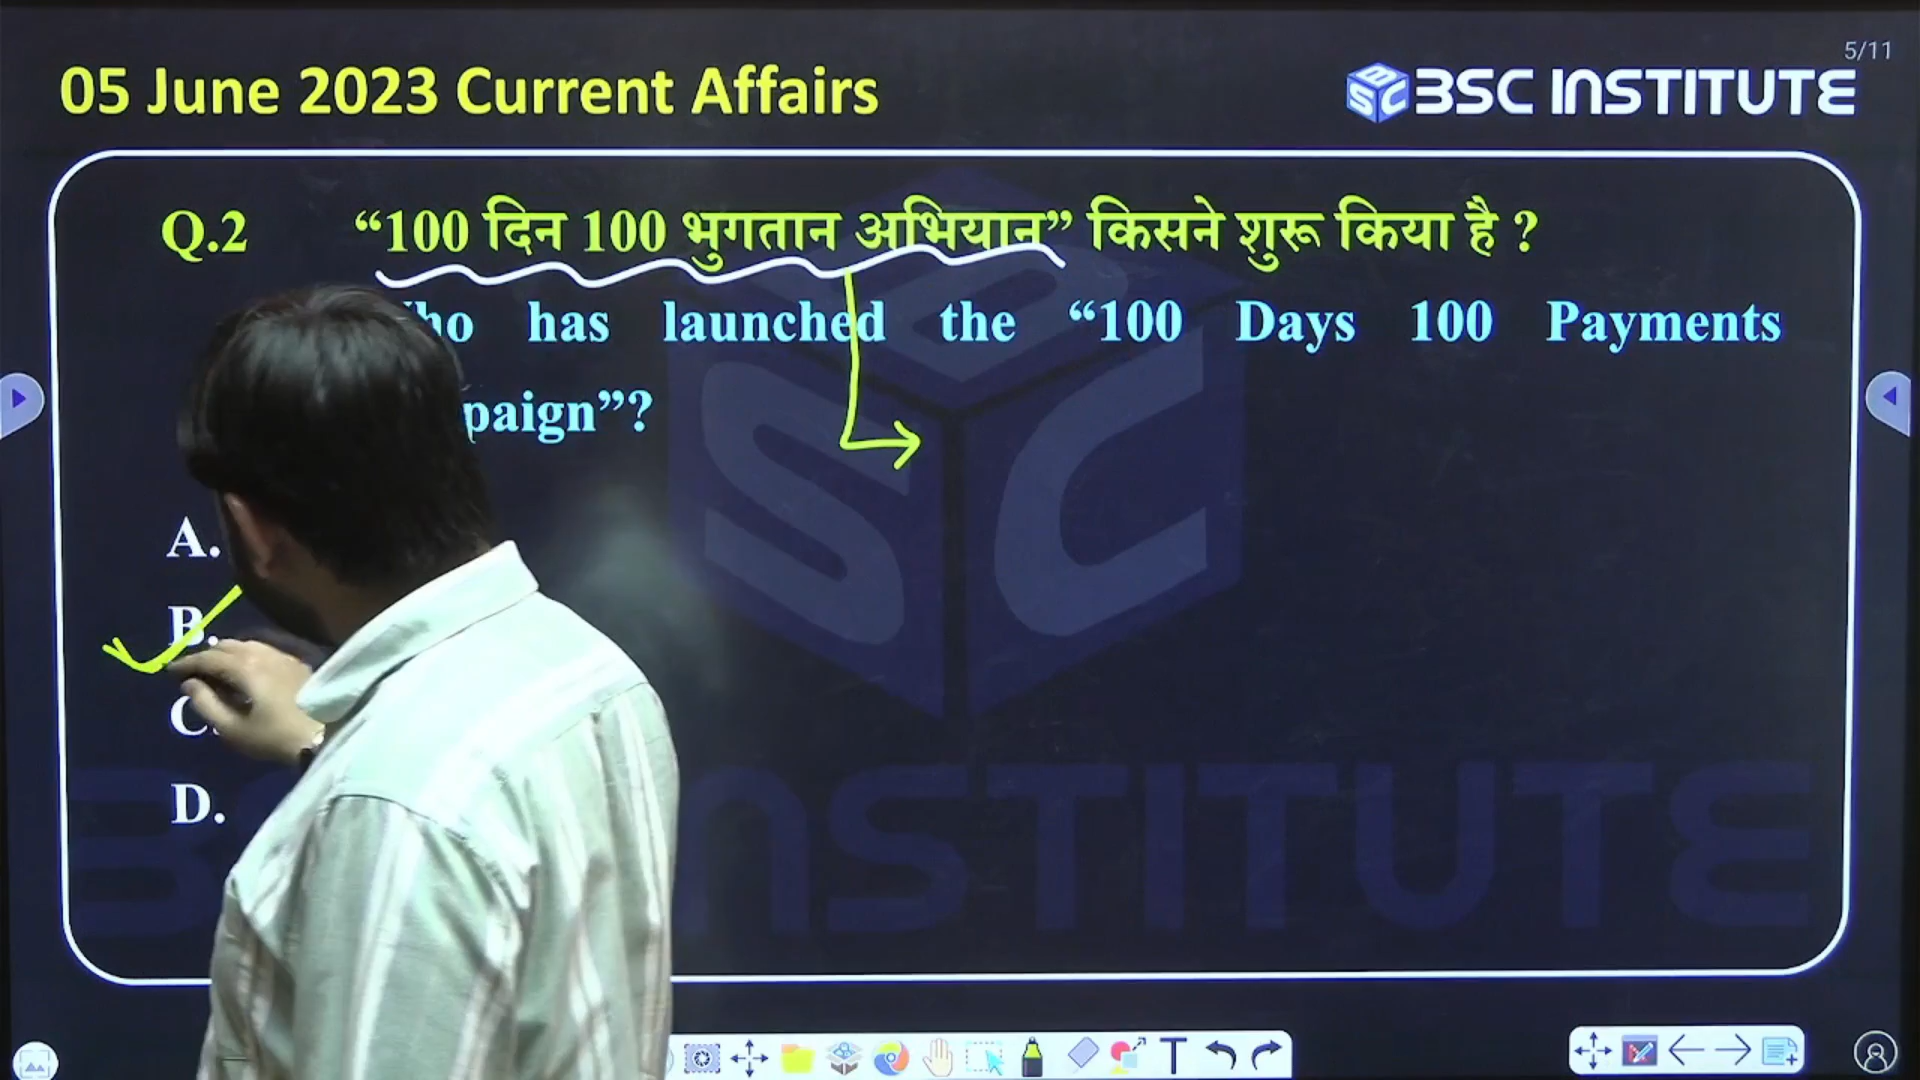 5/11
05 June 2023 Current Affairs
BSC INSTITUTE
Q.2 “100 दिन 100 भुगतान अभियान” किसने शुरू किया है ?
has launched the “100 Days 100 Payments
paign”?
A.
B.
C.
D.